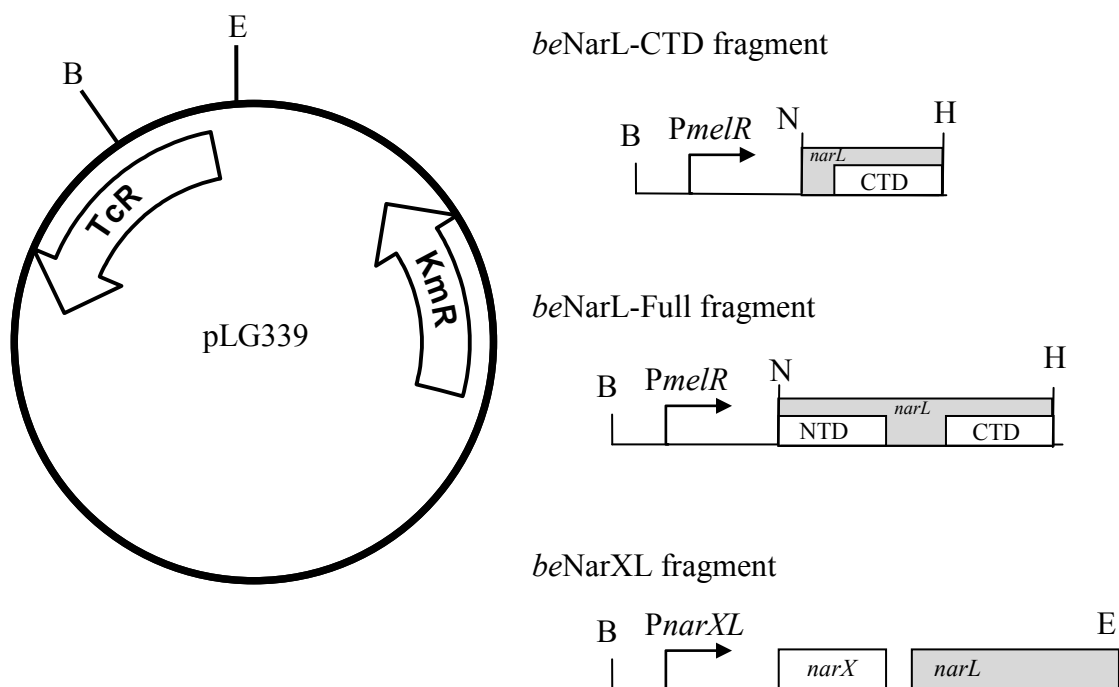 E
B
TcR
KmR
pLG339
beNarL-CTD fragment
B PmelR N H
narL
CTD
beNarL-Full fragment
B PmelR N H
narL
NTD CTD
beNarXL fragment
B PnarXL E
narX narL